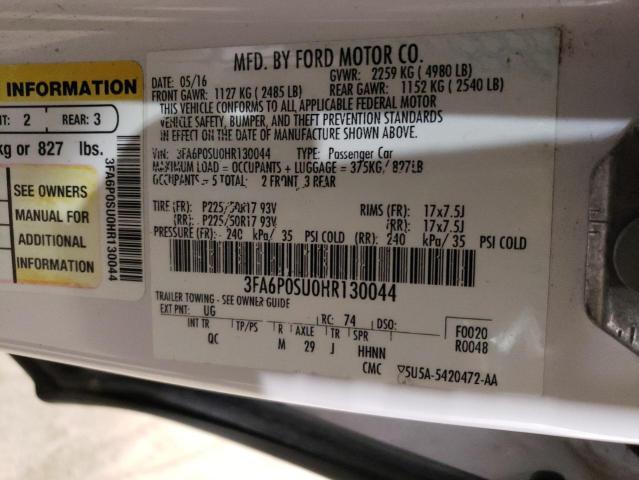 INFORMATION
NT: 2 REAR: 3
kg or 827 lbs.
SEE OWNERS
MANUAL FOR
ADDITIONAL
INFORMATION
3FA6P0SU0HR130044
MFD. BY FORD MOTOR CO.
DATE: 05/16 GVWR: 2259 KG ( 4980 LB)
FRONT GAWR: 1127 KG ( 2485 LB) REAR GAWR: 1152 KG ( 2540 LB)
THIS VEHICLE CONFORMS TO ALL APPLICABLE FEDERAL MOTOR
VEHICLE SAFETY, BUMPER, AND THEFT PREVENTION STANDARDS
IN EFFECT ON THE DATE OF MANUFACTURE SHOWN ABOVE.
VIN: 3FA6P0SU0HR130044 TYPE: Passenger Car
MAXIMUM LOAD = OCCUPANTS + LUGGAGE = 375KG/ 827LB
OCCUPANTS = 5 TOTAL: 2 FRONT 3 REAR
TIRE (FR): P225/50R17 93V RIMS (FR): 17x7.5J
(RR): P225/50R17 93V (RR): 17x7.5J
PRESSURE (FR): 240 kPa/ 35 PSI COLD (RR): 240 kPa/ 35 PSI COLD
3FA6P0SU0HR130044
TRAILER TOWING - SEE OWNER GUIDE
EXT PNT: UG RC: 74 DSO:
INT TR TP/PS R AXLE TR SPR F0020
QC M 29 J HHNN R0048
CMC 5U5A-5420472-AA